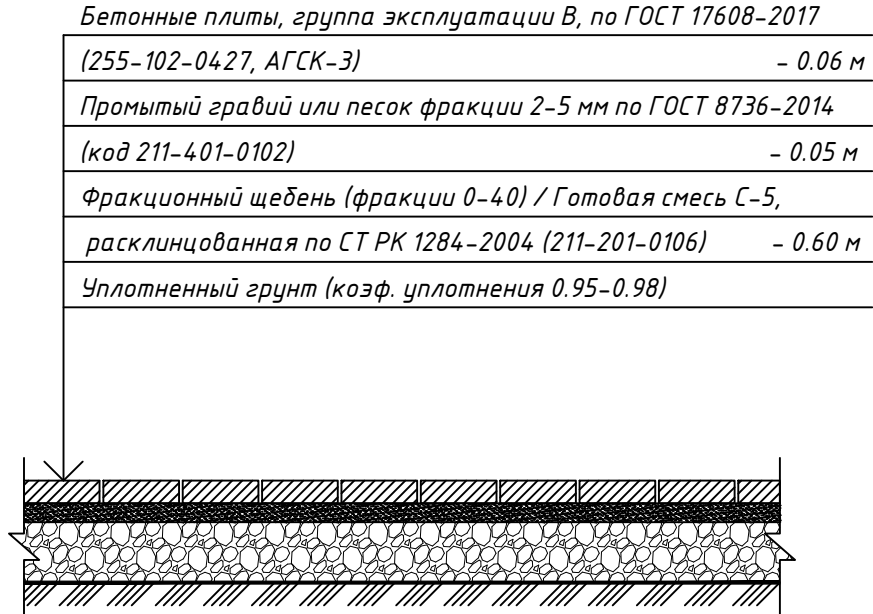 Бетонные плиты, группа эксплуатации В, по ГОСТ 17608-2017
(255-102-0427, АГСК-3) - 0.06 м
Промытый гравий или песок фракции 2-5 мм по ГОСТ 8736-2014
(код 211-401-0102) - 0.05 м
Фракционный щебень (фракции 0-40) / Готовая смесь С-5,
расклинцованная по СТ РК 1284-2004 (211-201-0106) - 0.60 м
Уплотненный грунт (коэф. уплотнения 0.95-0.98)